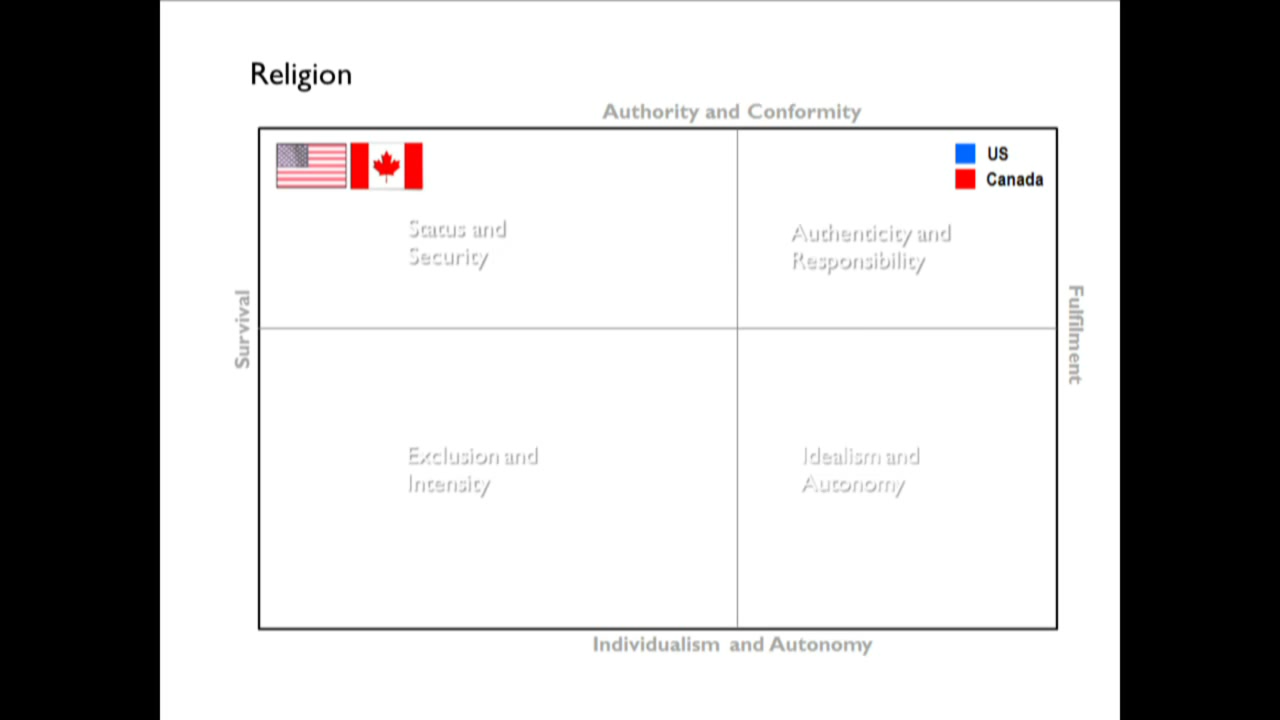 Religion
Authority and Conformity
US
Canada
Status and
Security
Authenticity and
Responsibility
Survival
Fulfilment
Exclusion and
Intensity
Idealism and
Autonomy
Individualism and Autonomy